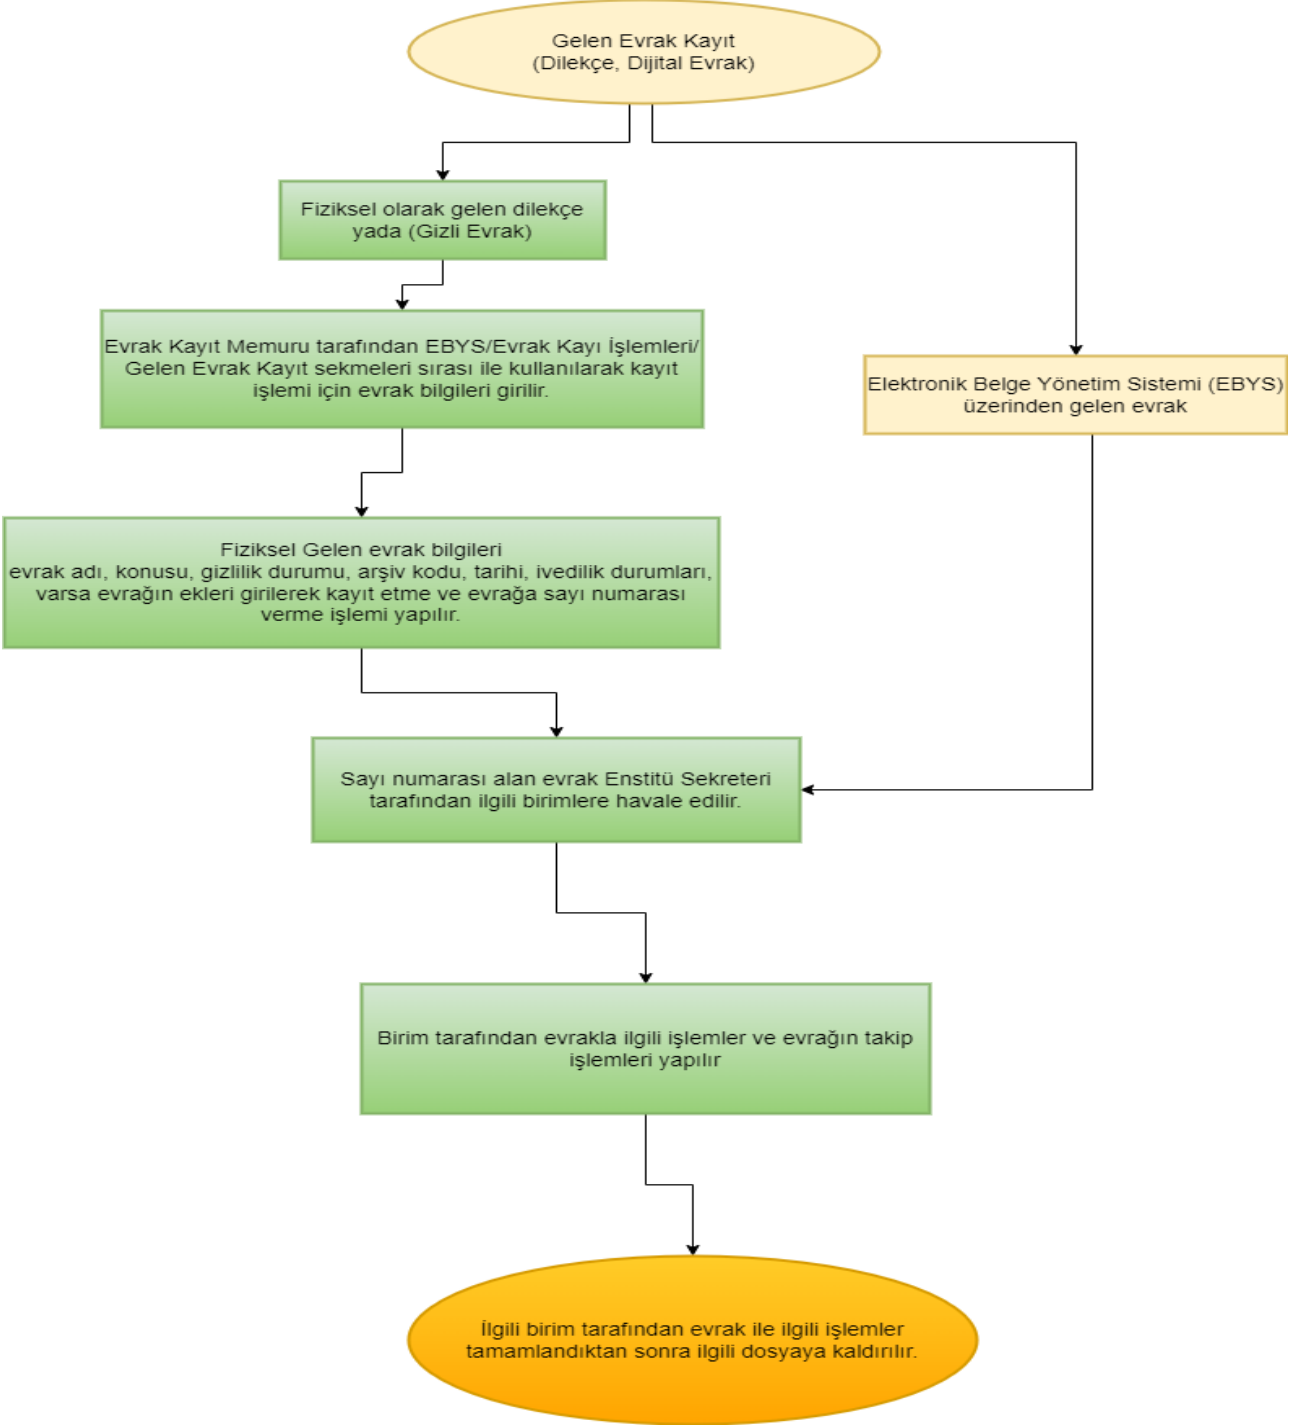 Gelen Evrak Kayıt
(Dilekçe, Dijital Evrak)
Fiziksel olarak gelen dilekçe
yada (Gizli Evrak)
Evrak Kayıt Memuru tarafından EBYS/Evrak Kayı İşlemleri/
Gelen Evrak Kayıt sekmeleri sırası ile kullanılarak kayıt
işlemi için evrak bilgileri girilir.
Elektronik Belge Yönetim Sistemi (EBYS)
üzerinden gelen evrak
Fiziksel Gelen evrak bilgileri
evrak adı, konusu, gizlilik durumu, arşiv kodu, tarihi, ivedilik durumları,
varsa evrağın ekleri girilerek kayıt etme ve evrağa sayı numarası
verme işlemi yapılır.
Sayı numarası alan evrak Enstitü Sekreteri
tarafından ilgili birimlere havale edilir.
Birim tarafından evrakla ilgili işlemler ve evrağın takip
işlemleri yapılır
İlgili birim tarafından evrak ile ilgili işlemler
tamamlandıktan sonra ilgili dosyaya kaldırılır.